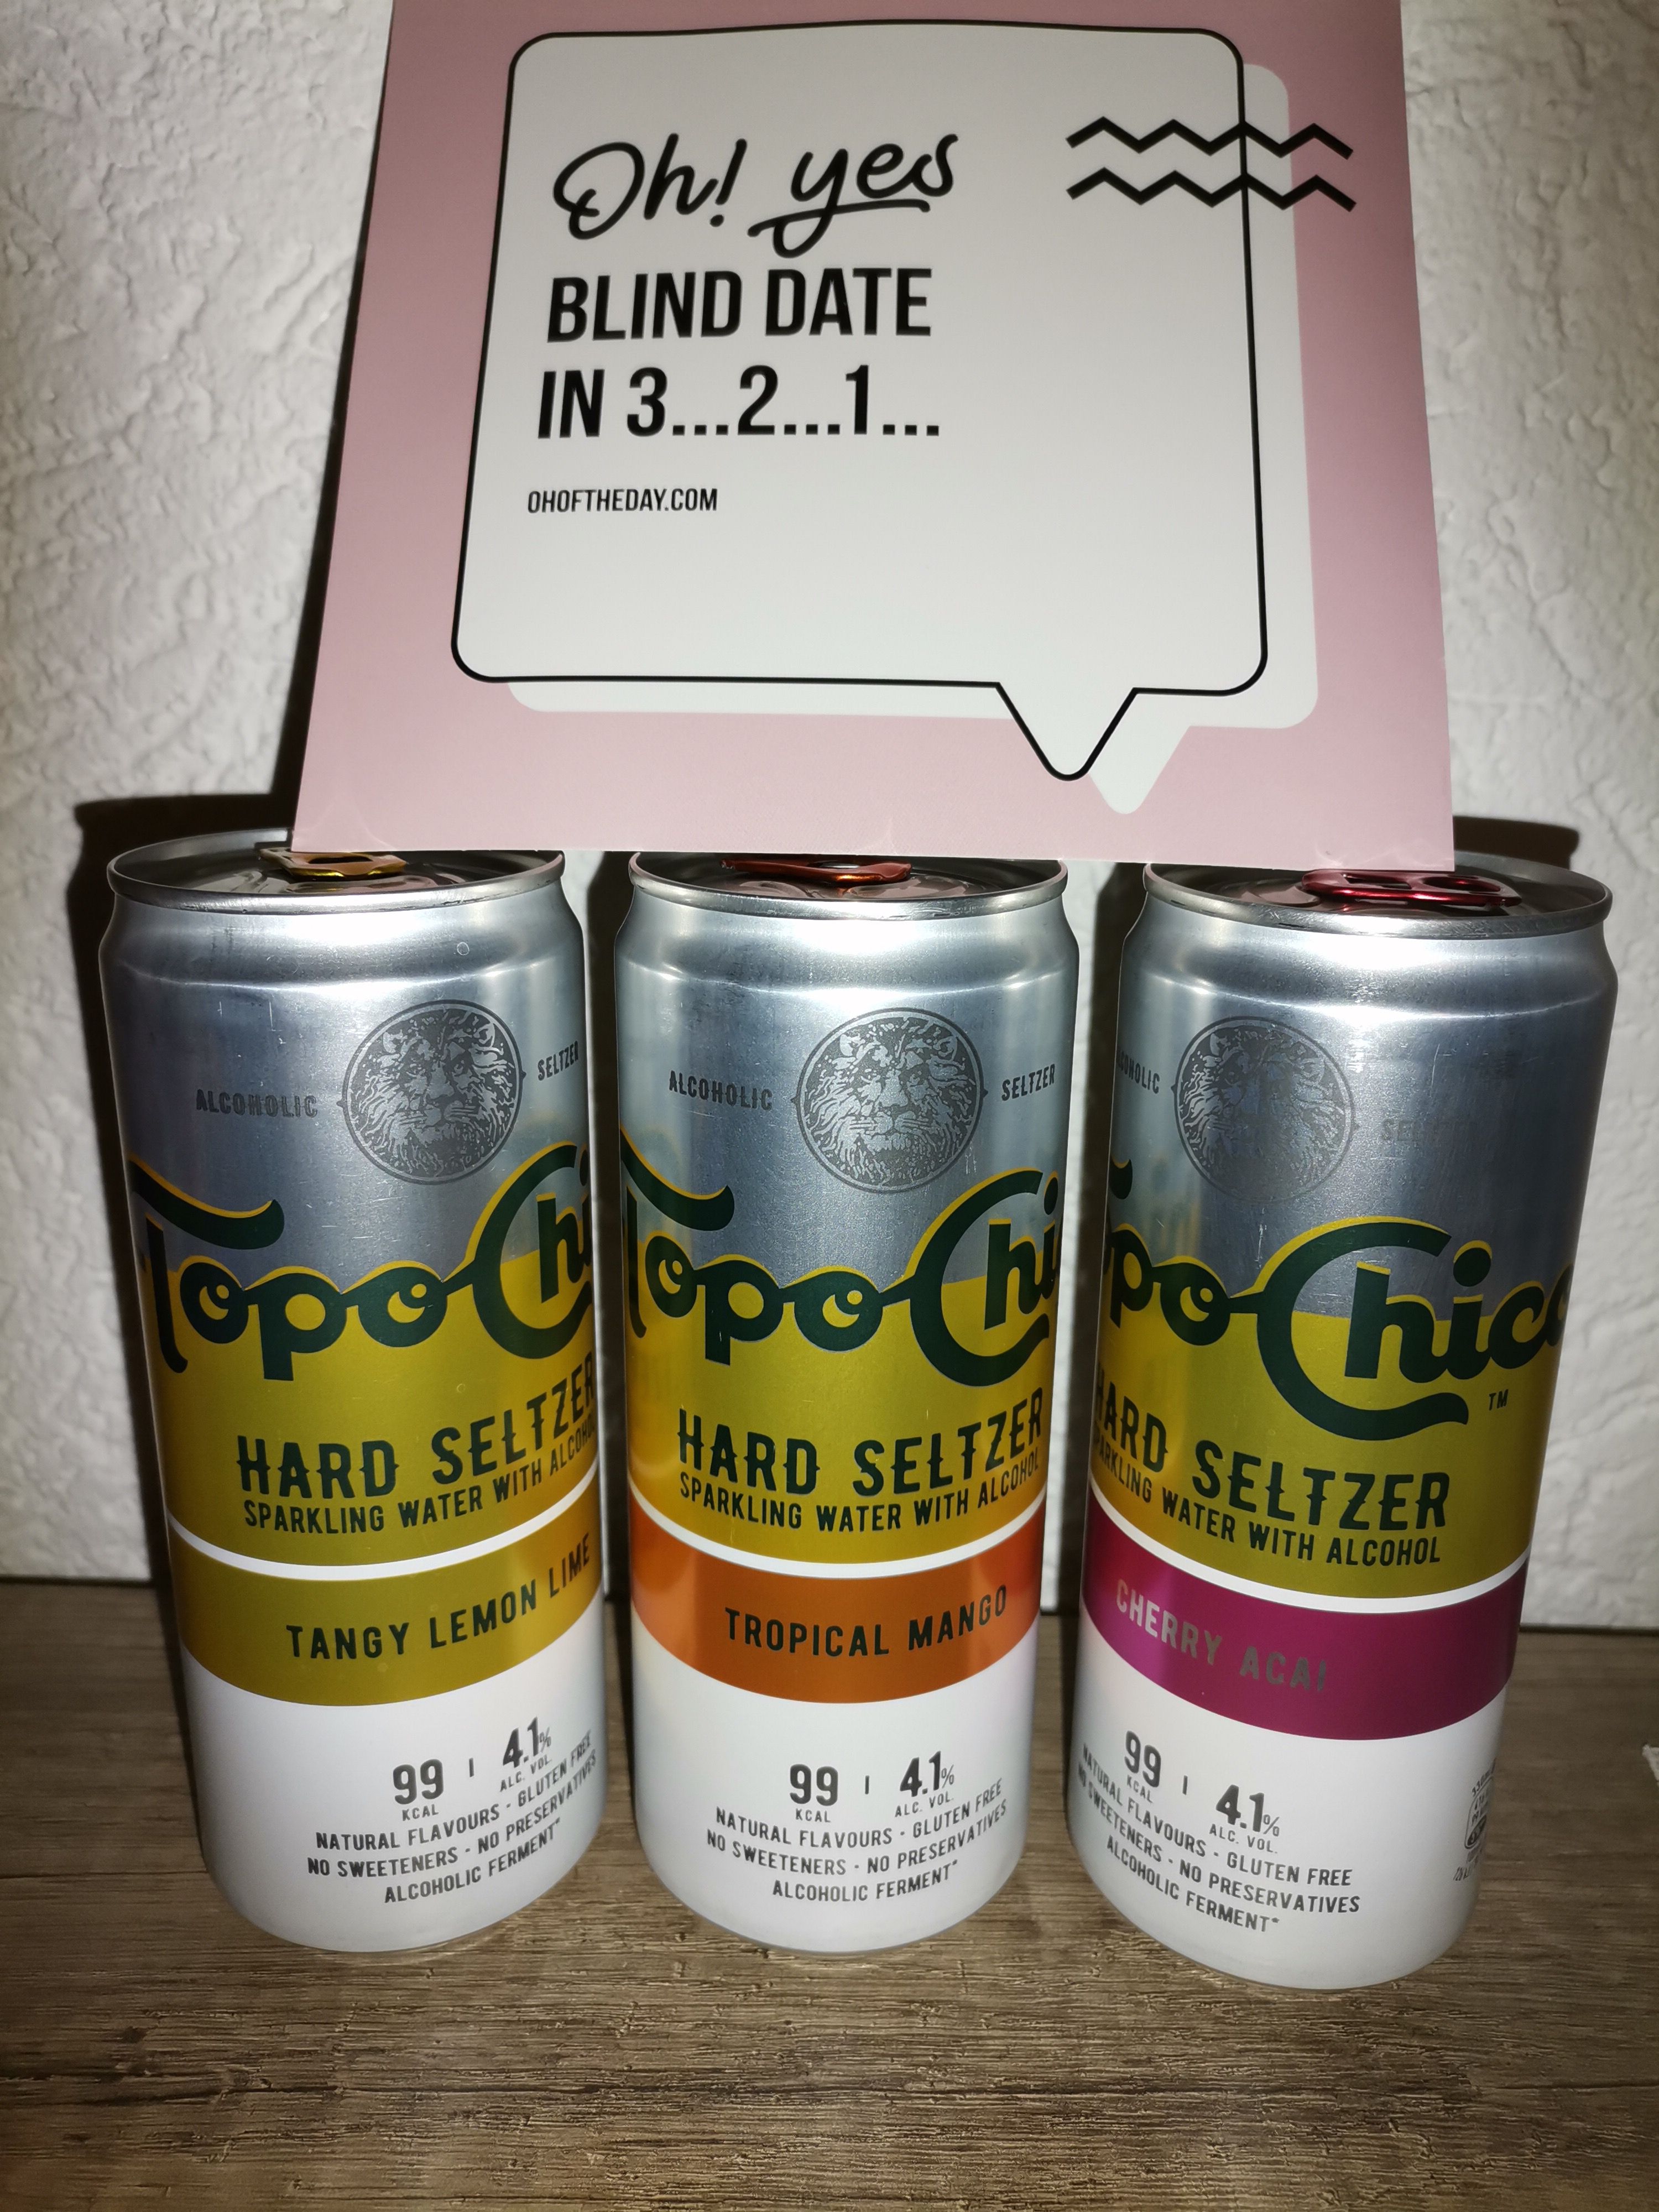 Oh! yes
BLIND DATE
IN 3...2...1...
OHOFTHEDAY.COM
ALCOHOLIC SELTZER
Topo Chi
HARD SELTZER
SPARKLING WATER WITH ALCOHOL
TANGY LEMON LIME
99 | 4.1%
KCAL ALC. VOL.
NATURAL FLAVOURS - GLUTEN FREE
NO SWEETENERS - NO PRESERVATIVES
ALCOHOLIC FERMENT*
ALCOHOLIC SELTZER
Topo Chi
HARD SELTZER
SPARKLING WATER WITH ALCOHOL
TROPICAL MANGO
99 | 4.1%
KCAL ALC. VOL.
NATURAL FLAVOURS - GLUTEN FREE
NO SWEETENERS - NO PRESERVATIVES
ALCOHOLIC FERMENT*
COHOLIC SELTZER
po Chico
TM
HARD SELTZER
SPARKLING WATER WITH ALCOHOL
CHERRY ACAI
99 | 4.1%
KCAL ALC. VOL.
NATURAL FLAVOURS - GLUTEN FREE
NO SWEETENERS - NO PRESERVATIVES
ALCOHOLIC FERMENT*